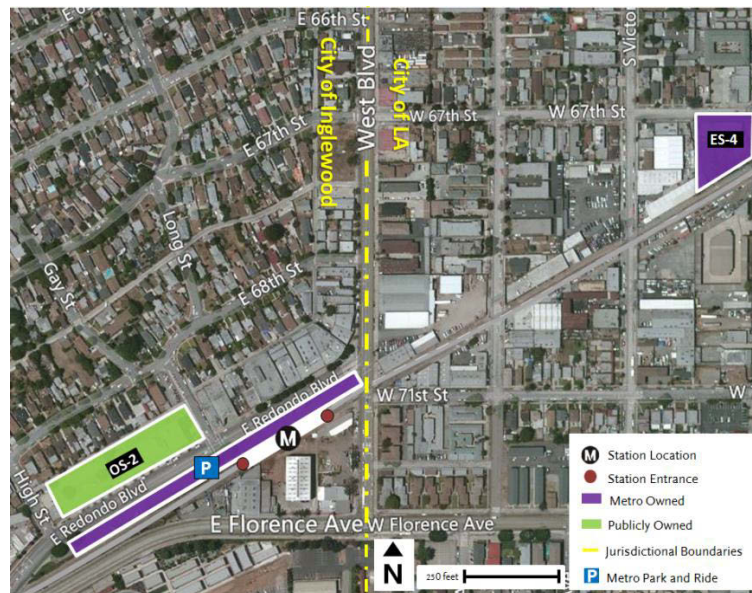 E 66th St
West Blvd
City of Inglewood
City of LA
S Victo
W 67th St
W 67th St
E 67th St
ES-4
Long St
Gay St
E 68th St
E Redondo Blvd
W 71st St
W
M
P
OS-2
High St
E Redondo Blvd
E Florence Ave
W Florence Ave
N
250 feet
M Station Location
Station Entrance
Metro Owned
Publicly Owned
Jurisdictional Boundaries
P Metro Park and Ride